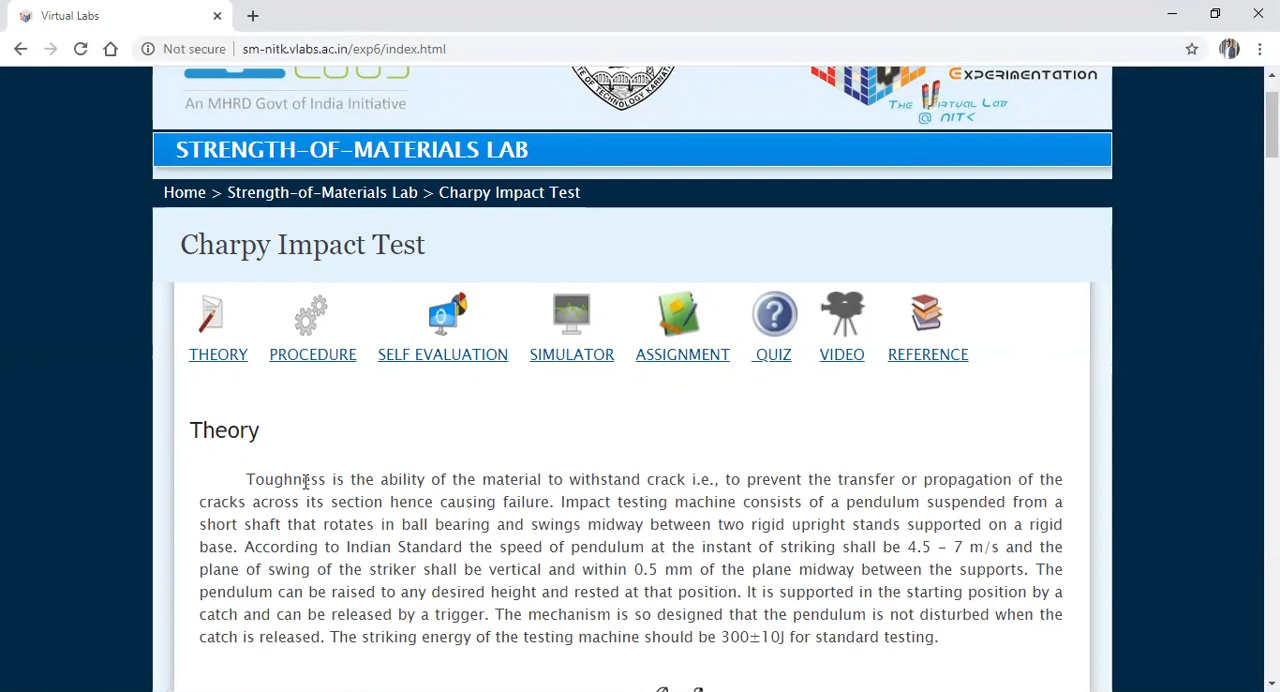 Virtual Labs
Not secure | sm-nitk.vlabs.ac.in/exp6/index.html
An MHRD Govt of India Initiative
EXPERIMENTATION
THE VIRTUAL LAB
@ NITK
STRENGTH-OF-MATERIALS LAB
Home > Strength-of-Materials Lab > Charpy Impact Test
Charpy Impact Test
THEORY PROCEDURE SELF EVALUATION SIMULATOR ASSIGNMENT QUIZ VIDEO REFERENCE
Theory
Toughness is the ability of the material to withstand crack i.e., to prevent the transfer or propagation of the
cracks across its section hence causing failure. Impact testing machine consists of a pendulum suspended from a
short shaft that rotates in ball bearing and swings midway between two rigid upright stands supported on a rigid
base. According to Indian Standard the speed of pendulum at the instant of striking shall be 4.5 – 7 m/s and the
plane of swing of the striker shall be vertical and within 0.5 mm of the plane midway between the supports. The
pendulum can be raised to any desired height and rested at that position. It is supported in the starting position by a
catch and can be released by a trigger. The mechanism is so designed that the pendulum is not disturbed when the
catch is released. The striking energy of the testing machine should be 300±10J for standard testing.